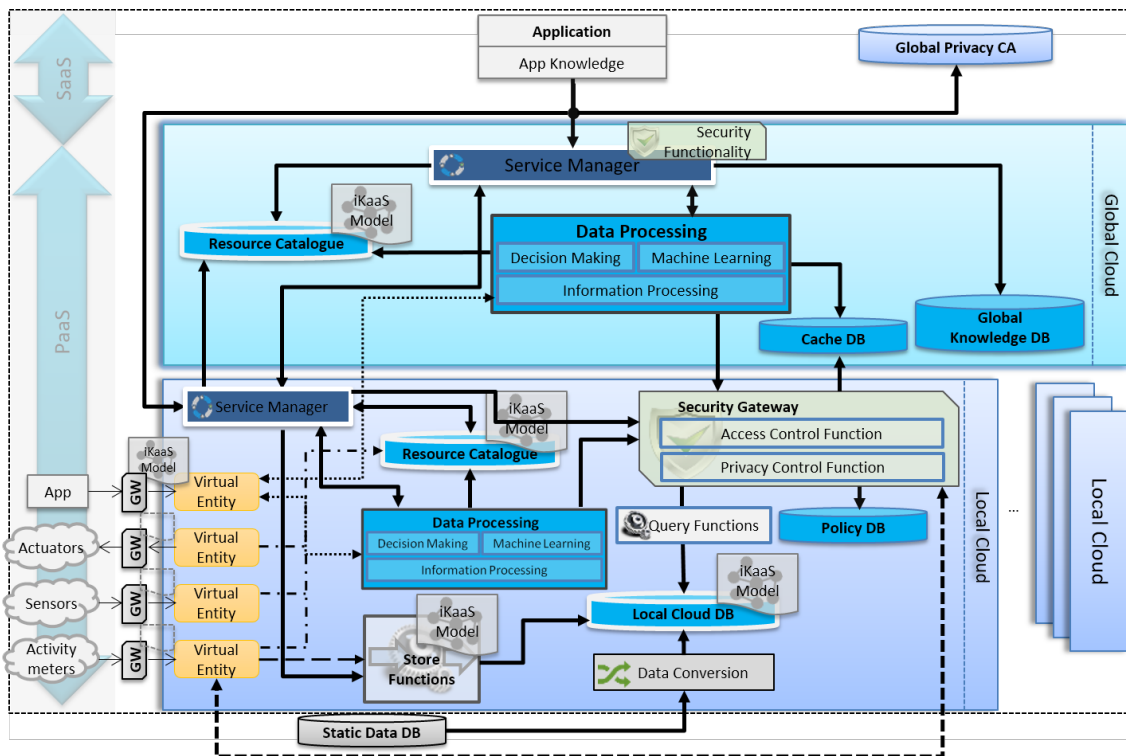 SaaS
PaaS
Application
App Knowledge
Global Privacy CA
Security
Functionality
Service Manager
iKaaS
Model
Resource Catalogue
Data Processing
Decision Making
Machine Learning
Information Processing
Cache DB
Global
Knowledge DB
Global Cloud
Service Manager
iKaaS
Model
Resource Catalogue
Security Gateway
Access Control Function
Privacy Control Function
iKaaS
Model
App
GW
Virtual
Entity
Actuators
GW
Virtual
Entity
Sensors
GW
Virtual
Entity
Activity
meters
GW
Virtual
Entity
Data Processing
Decision Making
Machine Learning
Information Processing
Query Functions
Policy DB
iKaaS
Model
Local Cloud DB
iKaaS
Model
Store
Functions
Data Conversion
Static Data DB
Local Cloud
...
Local Cloud